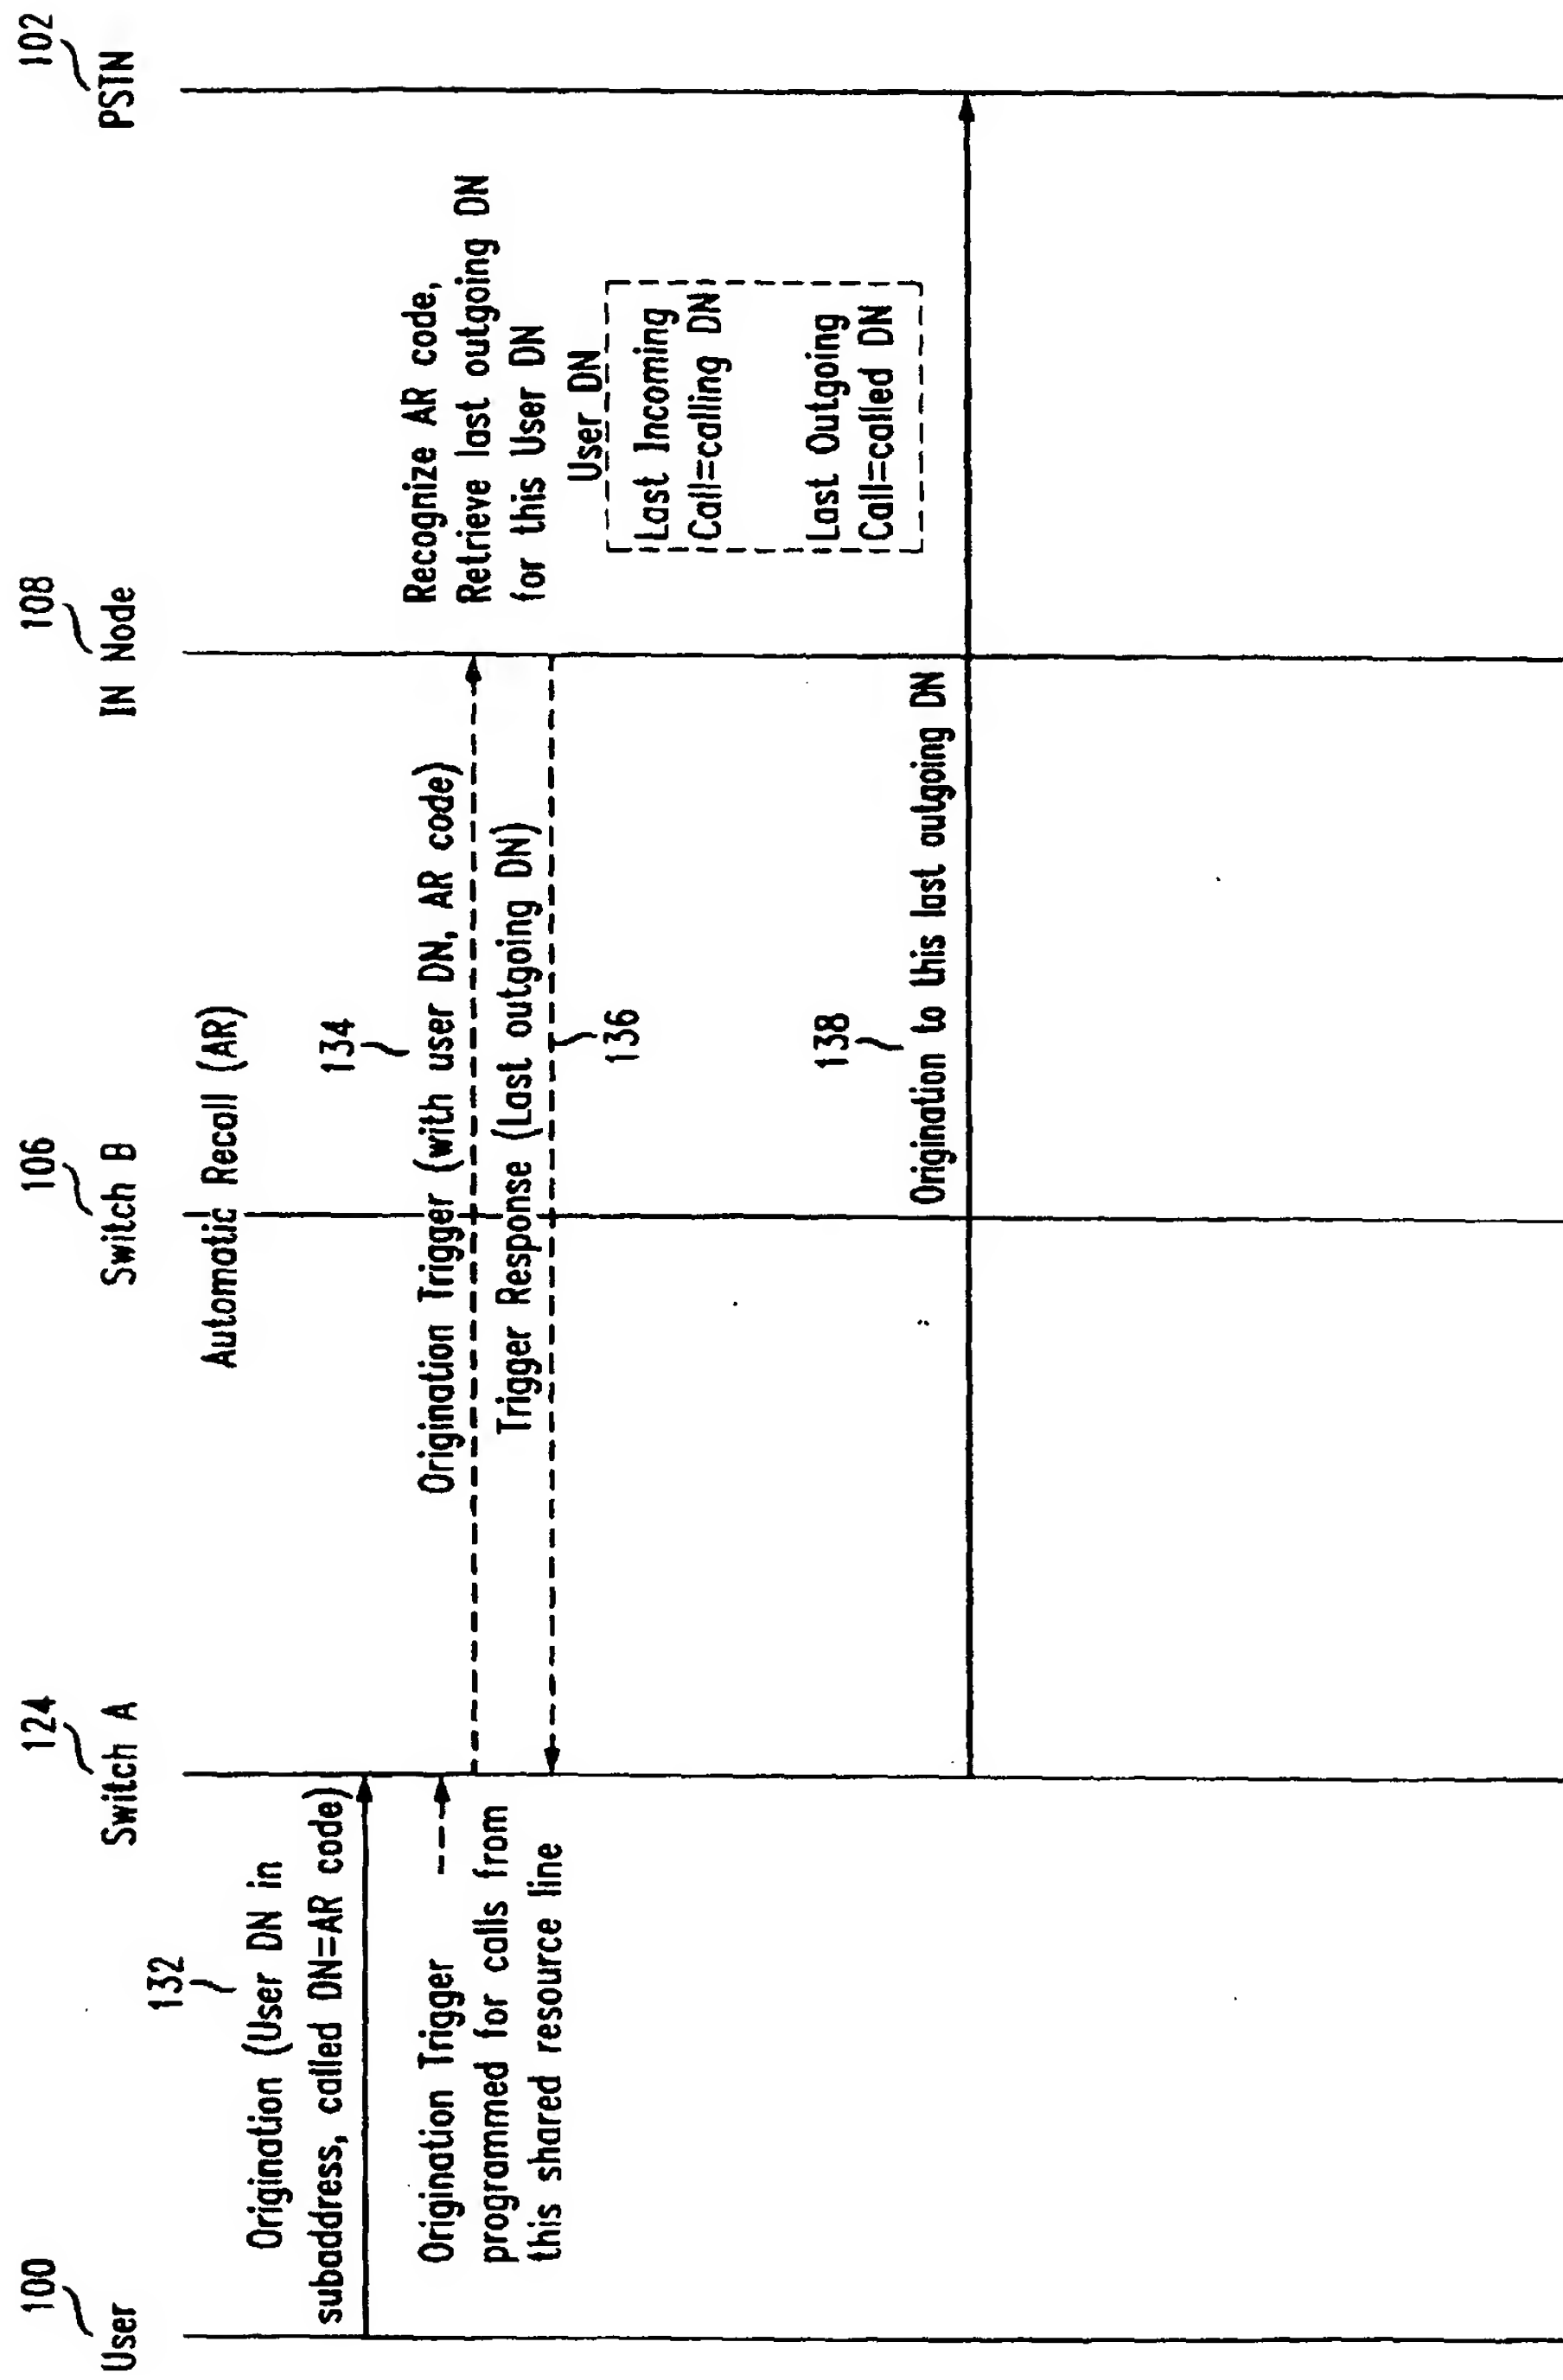 100
User
124
Switch A
106
Switch B
108
IN Node
102
PSTN
Automatic Recall (AR)
132
Origination (User DN in
subaddress, called DN=AR code)
Origination Trigger
programmed for calls from
this shared resource line
134
Origination Trigger (with user DN, AR code)
Trigger Response (Last outgoing DN)
136
Recognize AR code,
Retrieve last outgoing DN
for this User DN
User DN
Last Incoming
Call=calling DN
Last Outgoing
Call=called DN
138
Origination to this last outgoing DN